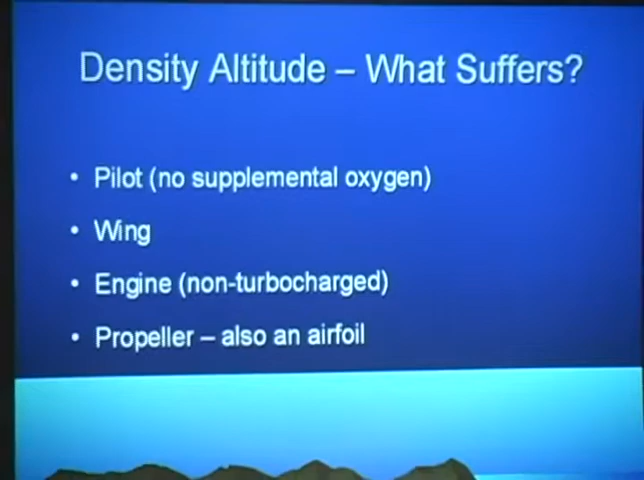 Density Altitude – What Suffers?
• Pilot (no supplemental oxygen)
• Wing
• Engine (non-turbocharged)
• Propeller – also an airfoil